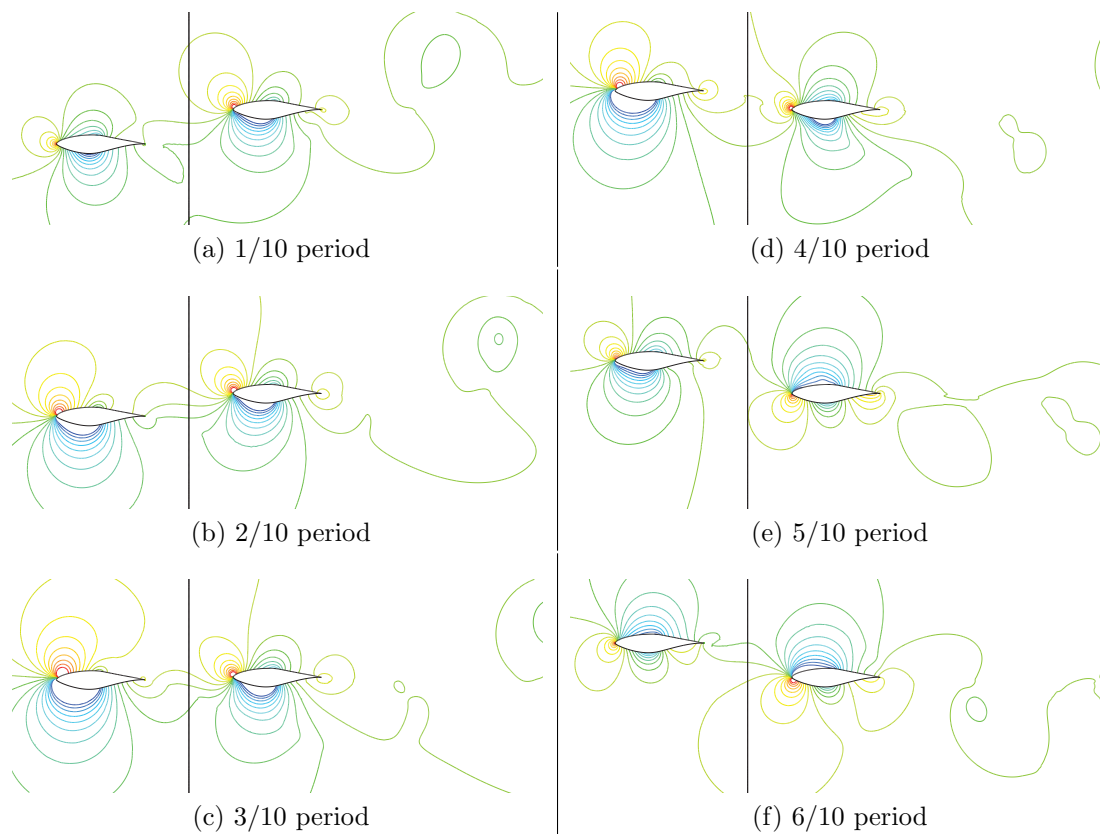 (a) 1/10 period
(b) 2/10 period
(c) 3/10 period
(d) 4/10 period
(e) 5/10 period
(f) 6/10 period